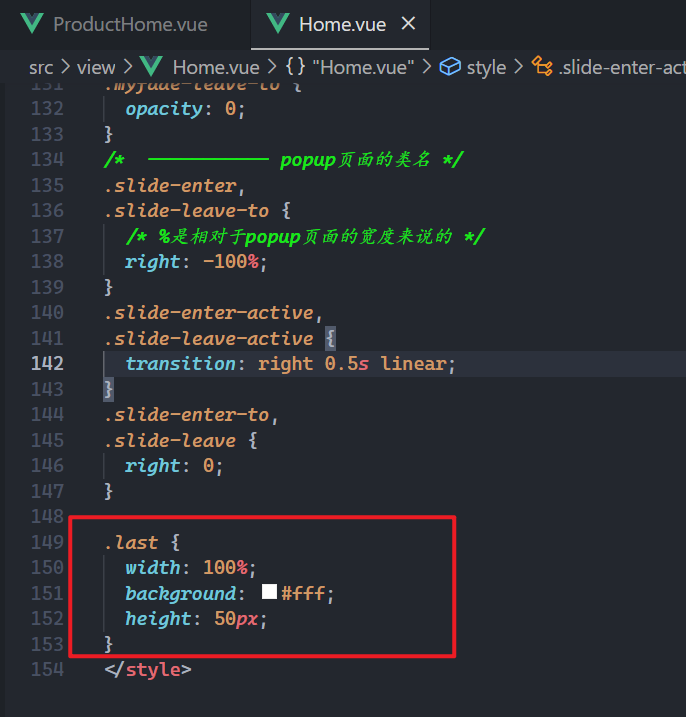 ProductHome.vue
Home.vue
src > view > Home.vue > {} "Home.vue" > style > .slide-enter-act
131 .myfade-leave-to {
132 opacity: 0;
133 }
134 /* ——————————— popup页面的类名 */
135 .slide-enter,
136 .slide-leave-to {
137 /* %是相对于popup页面的宽度来说的 */
138 right: -100%;
139 }
140 .slide-enter-active,
141 .slide-leave-active {
142 transition: right 0.5s linear;
143 }
144 .slide-enter-to,
145 .slide-leave {
146 right: 0;
147 }
148
149 .last {
150 width: 100%;
151 background: #fff;
152 height: 50px;
153 }
154 </style>